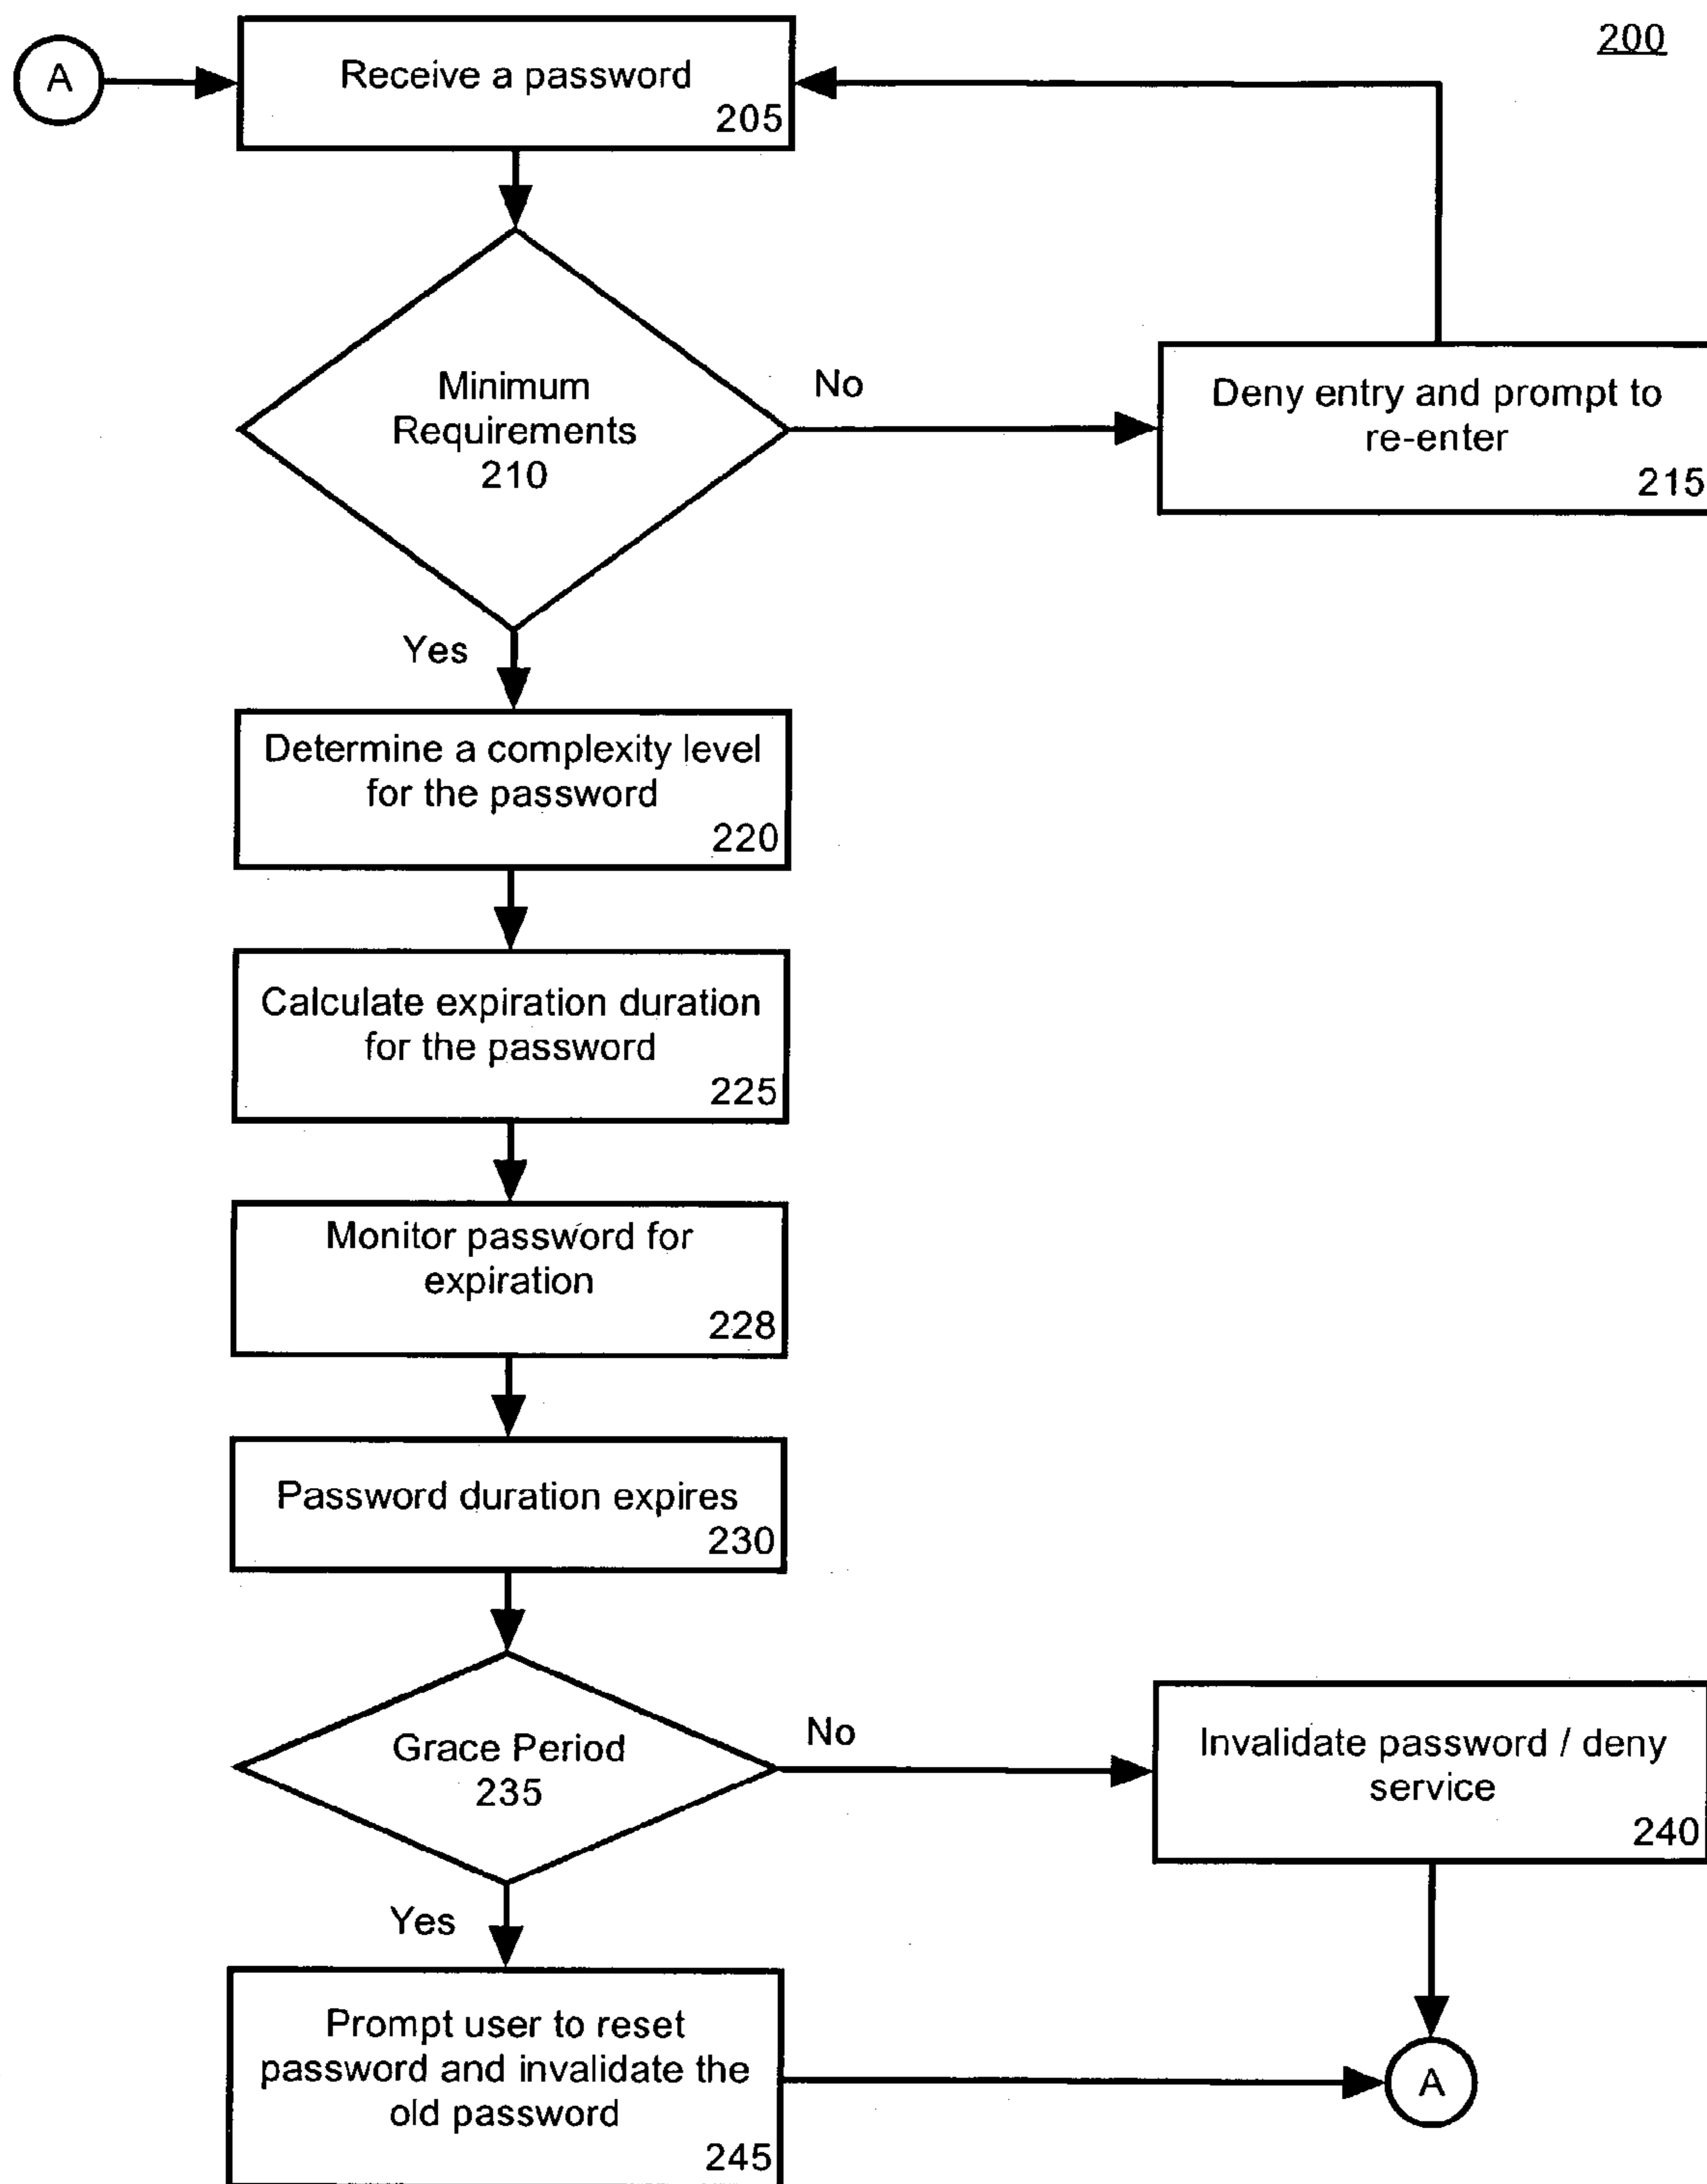 200
A
Receive a password
205
Minimum
Requirements
210
No
Deny entry and prompt to
re-enter
215
Yes
Determine a complexity level
for the password
220
Calculate expiration duration
for the password
225
Monitor password for
expiration
228
Password duration expires
230
Grace Period
235
No
Invalidate password / deny
service
240
Yes
Prompt user to reset
password and invalidate the
old password
245
A